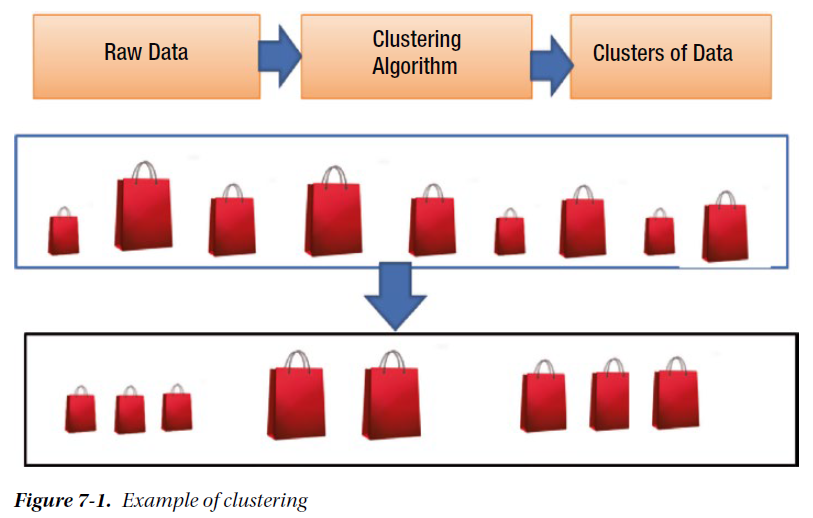 Raw Data
Clustering
Algorithm
Clusters of Data
Figure 7-1. Example of clustering